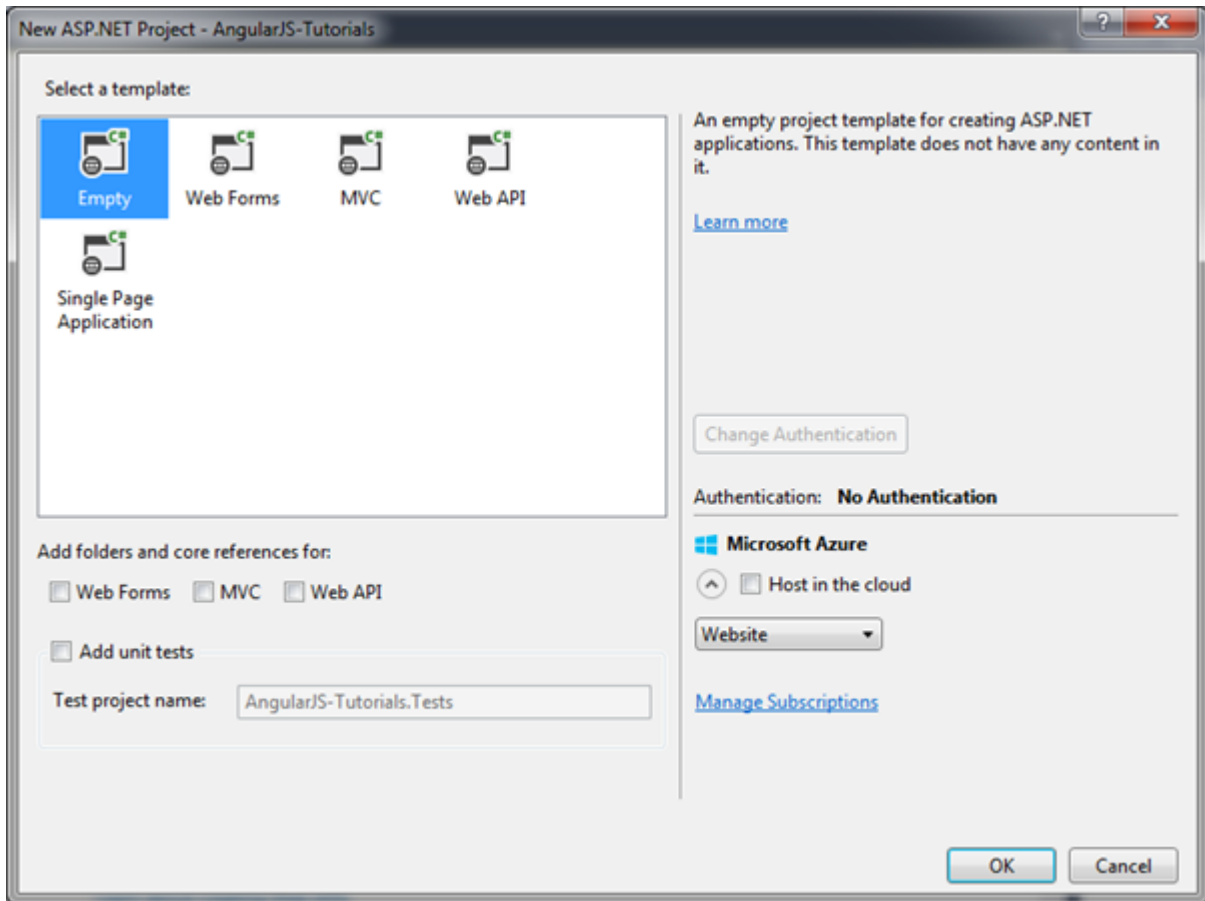 New ASP.NET Project - AngularJS-Tutorials
Select a template:
Empty
Web Forms
MVC
Web API
Single Page
Application
An empty project template for creating ASP.NET
applications. This template does not have any content in
it.
Learn more
Change Authentication
Authentication: No Authentication
Microsoft Azure
Host in the cloud
Website
Manage Subscriptions
Add folders and core references for:
Web Forms MVC Web API
Add unit tests
Test project name: AngularJS-Tutorials.Tests
OK Cancel